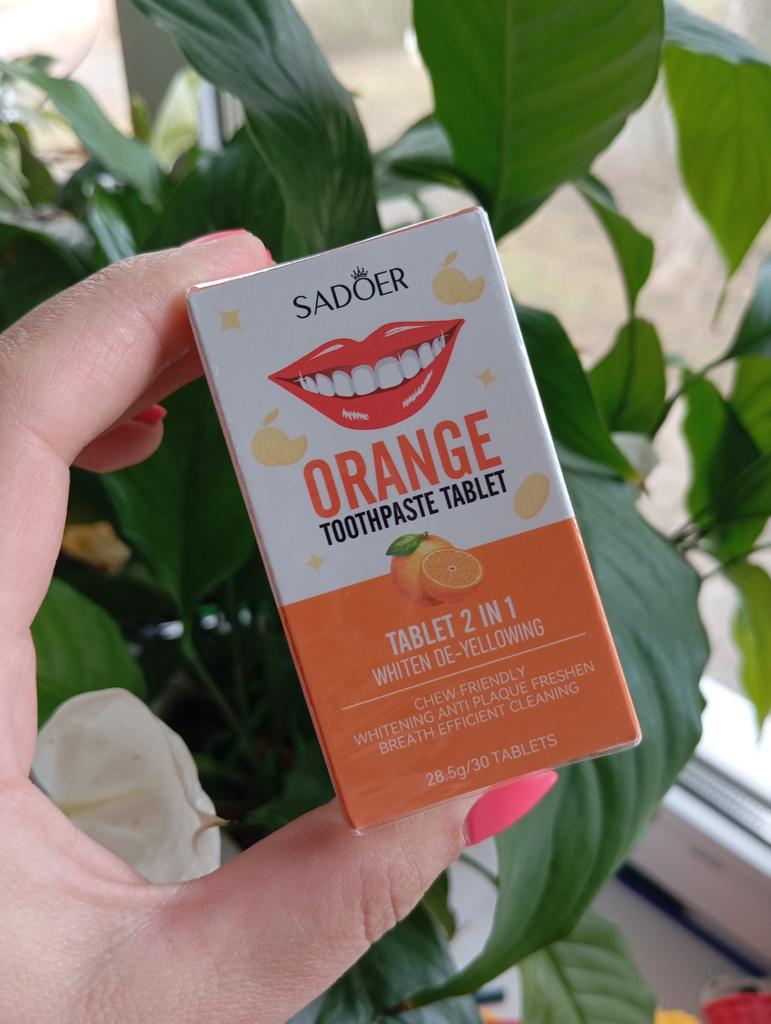 SADOER
ORANGE
TOOTHPASTE TABLET
TABLET 2 IN 1
WHITEN DE-YELLOWING
CHEW FRIENDLY
WHITENING ANTI PLAQUE FRESHEN
BREATH EFFICIENT CLEANING
28.5g/30 TABLETS